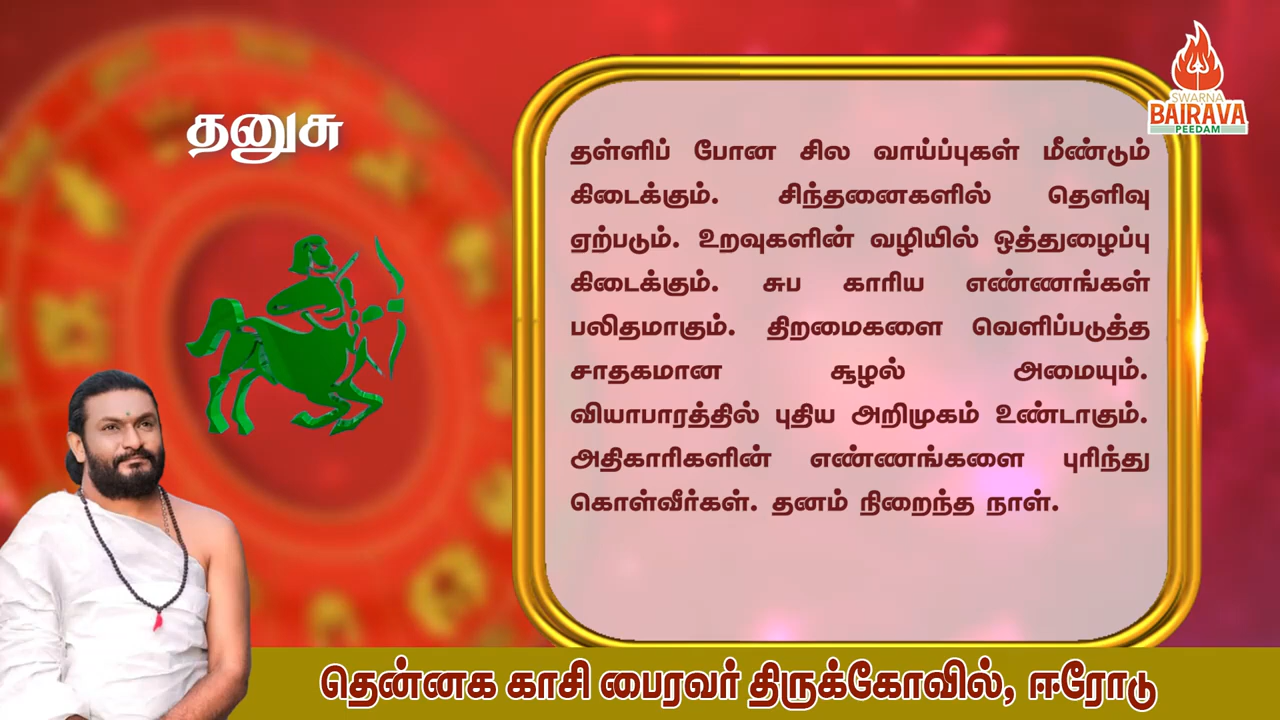 தனுசு
SWARNA
BAIRAVA
PEEDAM
தள்ளிப் போன சில வாய்ப்புகள் மீண்டும்
கிடைக்கும். சிந்தனைகளில் தெளிவு
ஏற்படும். உறவுகளின் வழியில் ஒத்துழைப்பு
கிடைக்கும். சுப காரிய எண்ணங்கள்
பலிதமாகும். திறமைகளை வெளிப்படுத்த
சாதகமான சூழல் அமையும்.
வியாபாரத்தில் புதிய அறிமுகம் உண்டாகும்.
அதிகாரிகளின் எண்ணங்களை புரிந்து
கொள்வீர்கள். தனம் நிறைந்த நாள்.
தென்னக காசி பைரவர் திருக்கோவில், ஈரோடு